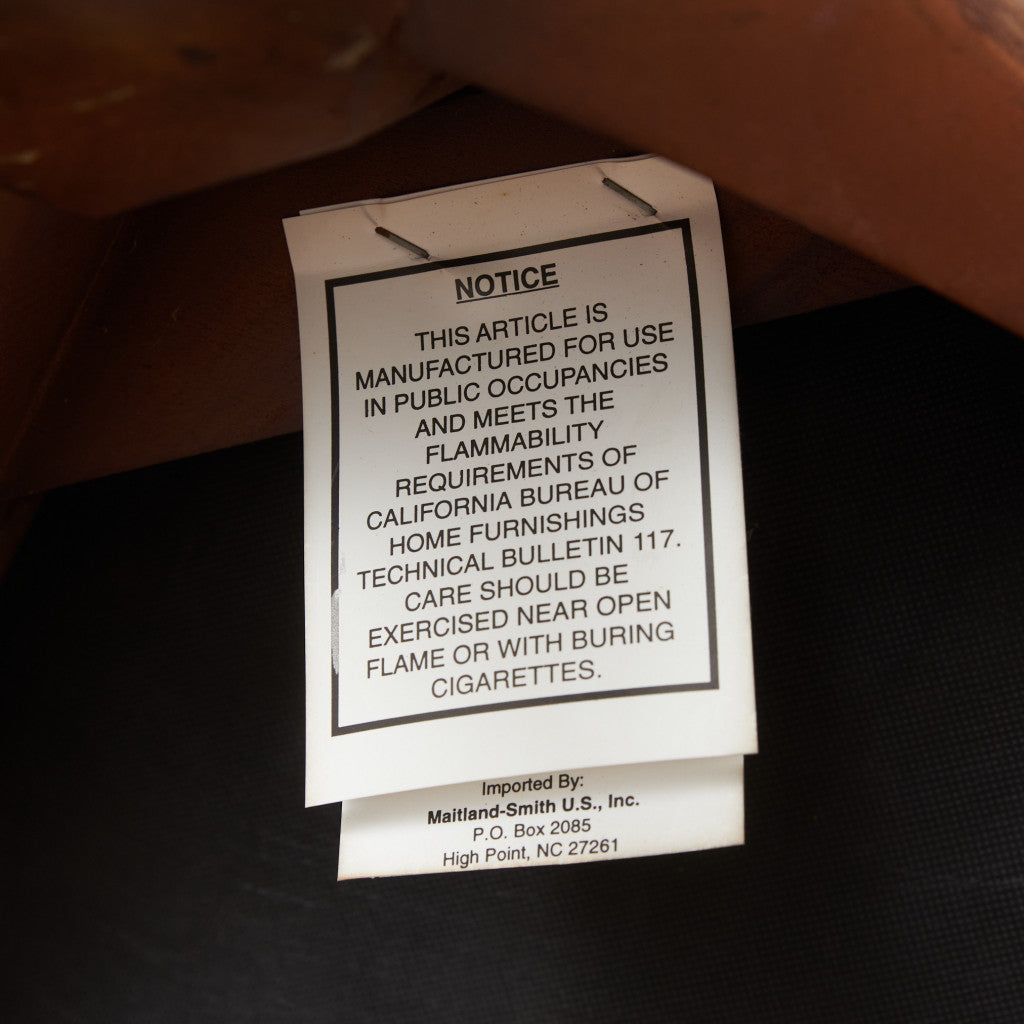 NOTICE
THIS ARTICLE IS
MANUFACTURED FOR USE
IN PUBLIC OCCUPANCIES
AND MEETS THE
FLAMMABILITY
REQUIREMENTS OF
CALIFORNIA BUREAU OF
HOME FURNISHINGS
TECHNICAL BULLETIN 117.
CARE SHOULD BE
EXERCISED NEAR OPEN
FLAME OR WITH BURING
CIGARETTES.
Imported By:
Maitland-Smith U.S., Inc.
P.O. Box 2085
High Point, NC 27261